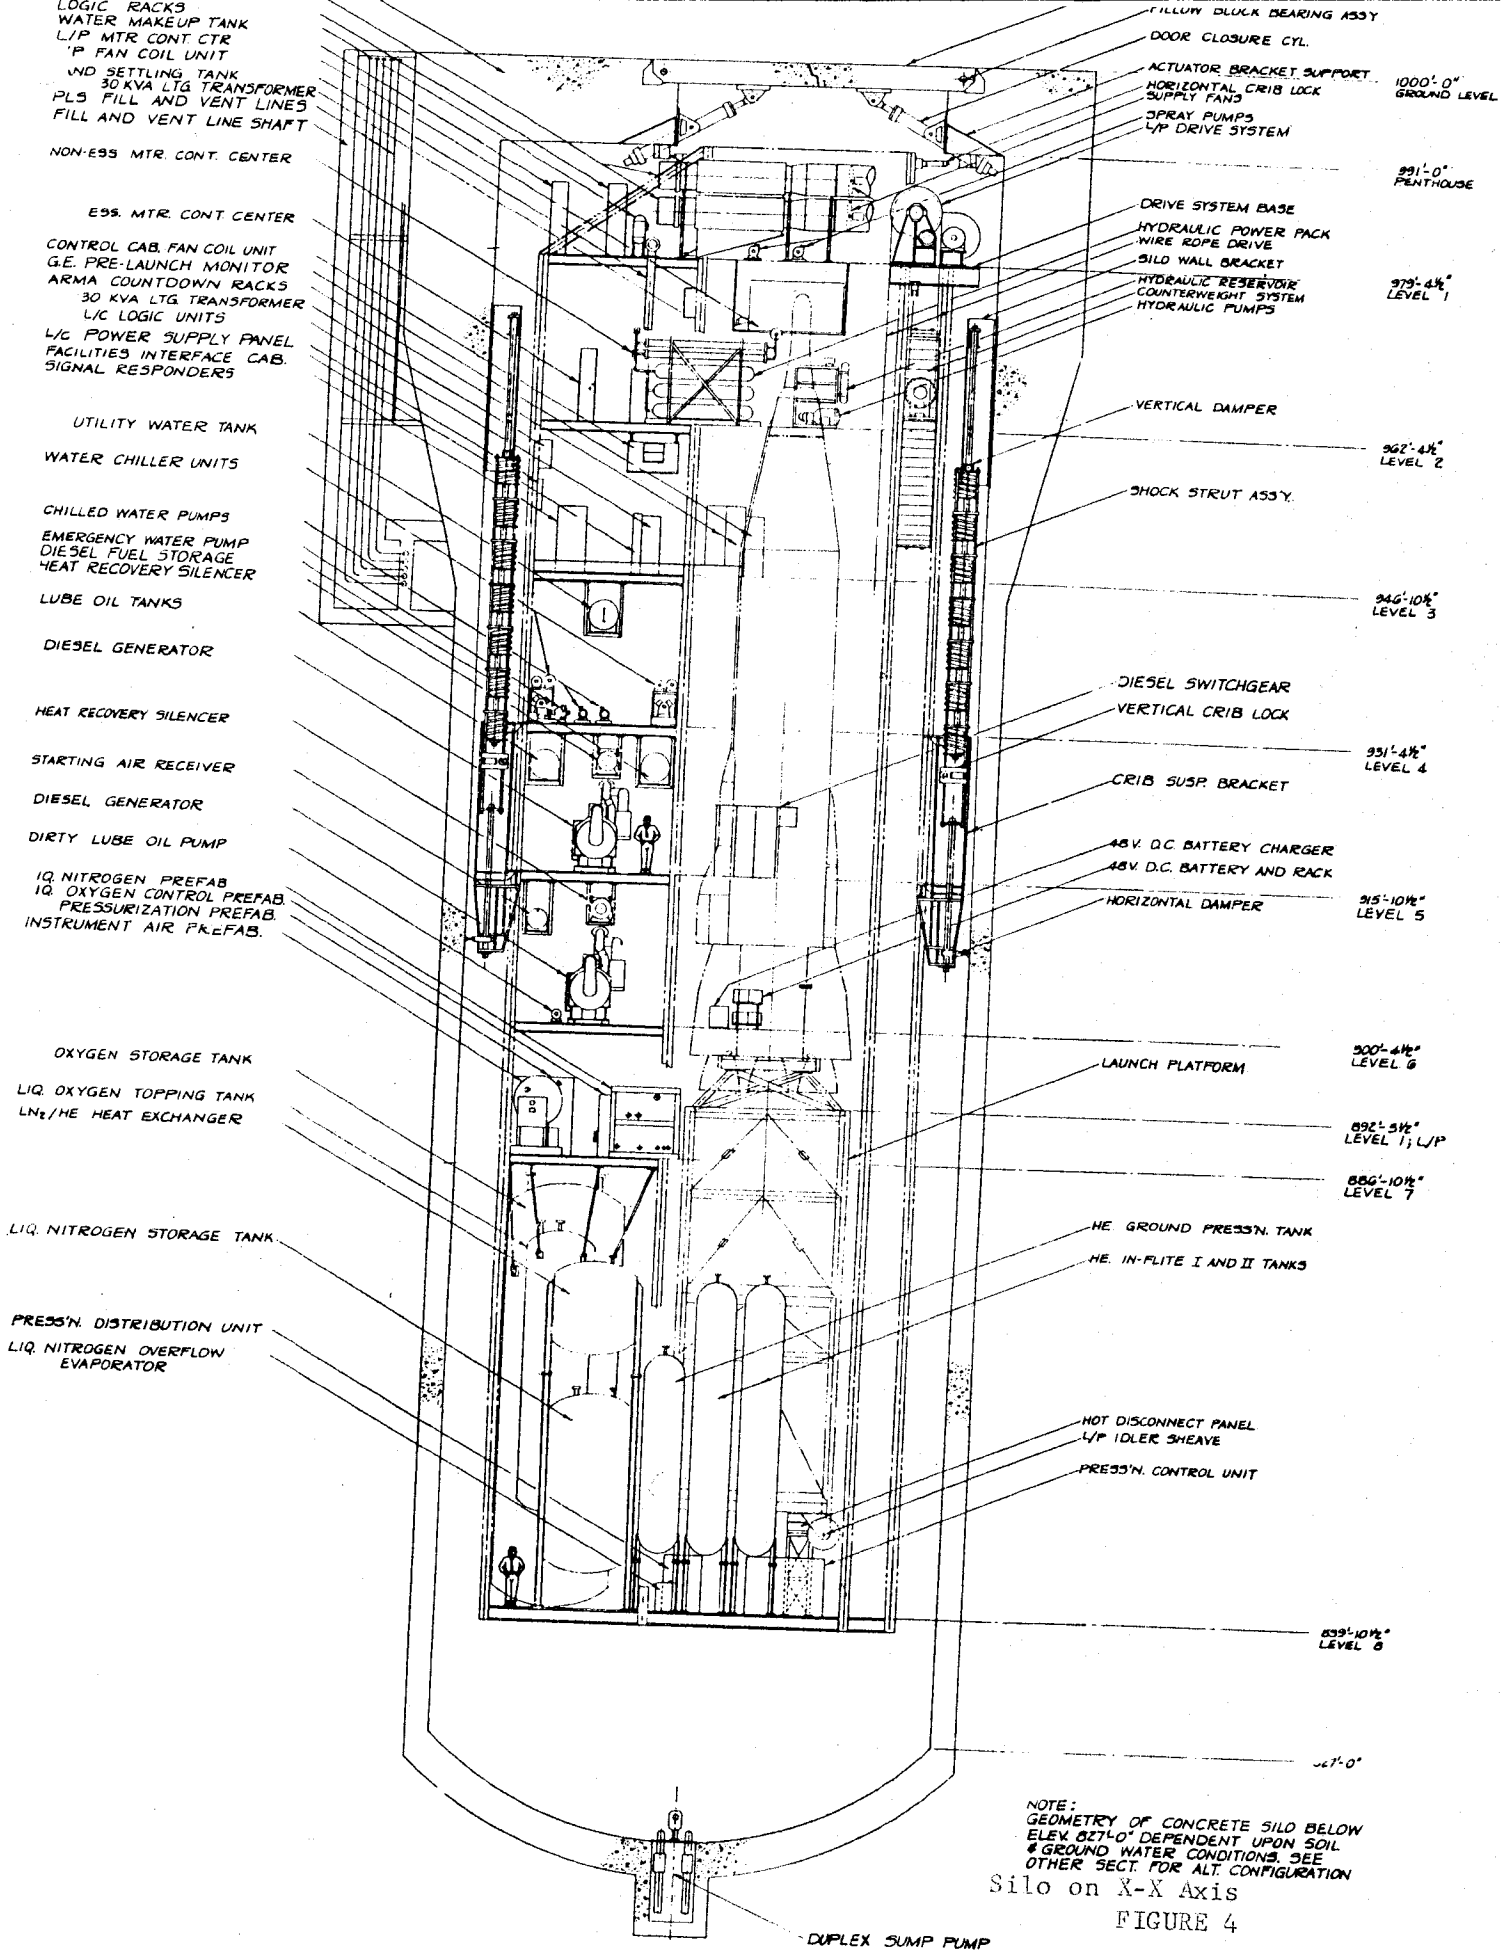 LOGIC RACKS
WATER MAKEUP TANK
L/P MTR CONT. CTR
'P FAN COIL UNIT
ND SETTLING TANK
30 KVA LTG TRANSFORMER
PLS FILL AND VENT LINES
FILL AND VENT LINE SHAFT
NON-ESS MTR. CONT. CENTER
ESS. MTR. CONT CENTER
CONTROL CAB. FAN COIL UNIT
G.E. PRE-LAUNCH MONITOR
ARMA COUNTDOWN RACKS
30 KVA LTG TRANSFORMER
L/C LOGIC UNITS
L/C POWER SUPPLY PANEL
FACILITIES INTERFACE CAB.
SIGNAL RESPONDERS
UTILITY WATER TANK
WATER CHILLER UNITS
CHILLED WATER PUMPS
EMERGENCY WATER PUMP
DIESEL FUEL STORAGE
HEAT RECOVERY SILENCER
LUBE OIL TANKS
DIESEL GENERATOR
HEAT RECOVERY SILENCER
STARTING AIR RECEIVER
DIESEL GENERATOR
DIRTY LUBE OIL PUMP
IQ. NITROGEN PREFAB
IQ. OXYGEN CONTROL PREFAB.
PRESSURIZATION PREFAB.
INSTRUMENT AIR PREFAB.
OXYGEN STORAGE TANK
LIQ. OXYGEN TOPPING TANK
LN₂/HE HEAT EXCHANGER
LIQ. NITROGEN STORAGE TANK
PRESS'N. DISTRIBUTION UNIT
LIQ. NITROGEN OVERFLOW
EVAPORATOR
PILLOW BLOCK BEARING ASSY
DOOR CLOSURE CYL.
ACTUATOR BRACKET SUPPORT
HORIZONTAL CRIB LOCK
SUPPLY FANS
SPRAY PUMPS
L/P DRIVE SYSTEM
DRIVE SYSTEM BASE
HYDRAULIC POWER PACK
WIRE ROPE DRIVE
SILO WALL BRACKET
HYDRAULIC RESERVOIR
COUNTERWEIGHT SYSTEM
HYDRAULIC PUMPS
VERTICAL DAMPER
SHOCK STRUT ASS'Y.
DIESEL SWITCHGEAR
VERTICAL CRIB LOCK
CRIB SUSP. BRACKET
48V. D.C. BATTERY CHARGER
48V. D.C. BATTERY AND RACK
HORIZONTAL DAMPER
LAUNCH PLATFORM
HE. GROUND PRESS'N. TANK
HE. IN-FLITE I AND II TANKS
HOT DISCONNECT PANEL
L/P IDLER SHEAVE
PRESS'N. CONTROL UNIT
1000'-0"
GROUND LEVEL
991'-0"
PENTHOUSE
979'-4½"
LEVEL 1
962'-4½"
LEVEL 2
946'-10½"
LEVEL 3
931'-4½"
LEVEL 4
915'-10½"
LEVEL 5
900'-4½"
LEVEL 6
892'-5½"
LEVEL 1; L/P
886'-10½"
LEVEL 7
839'-10½"
LEVEL 8
27'-0"
NOTE:
GEOMETRY OF CONCRETE SILO BELOW
ELEV. 827'-0" DEPENDENT UPON SOIL
& GROUND WATER CONDITIONS. SEE
OTHER SECT. FOR ALT. CONFIGURATION
Silo on X-X Axis
FIGURE 4
DUPLEX SUMP PUMP